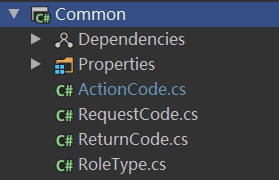 Common
Dependencies
Properties
C# ActionCode.cs
C# RequestCode.cs
C# ReturnCode.cs
C# RoleType.cs